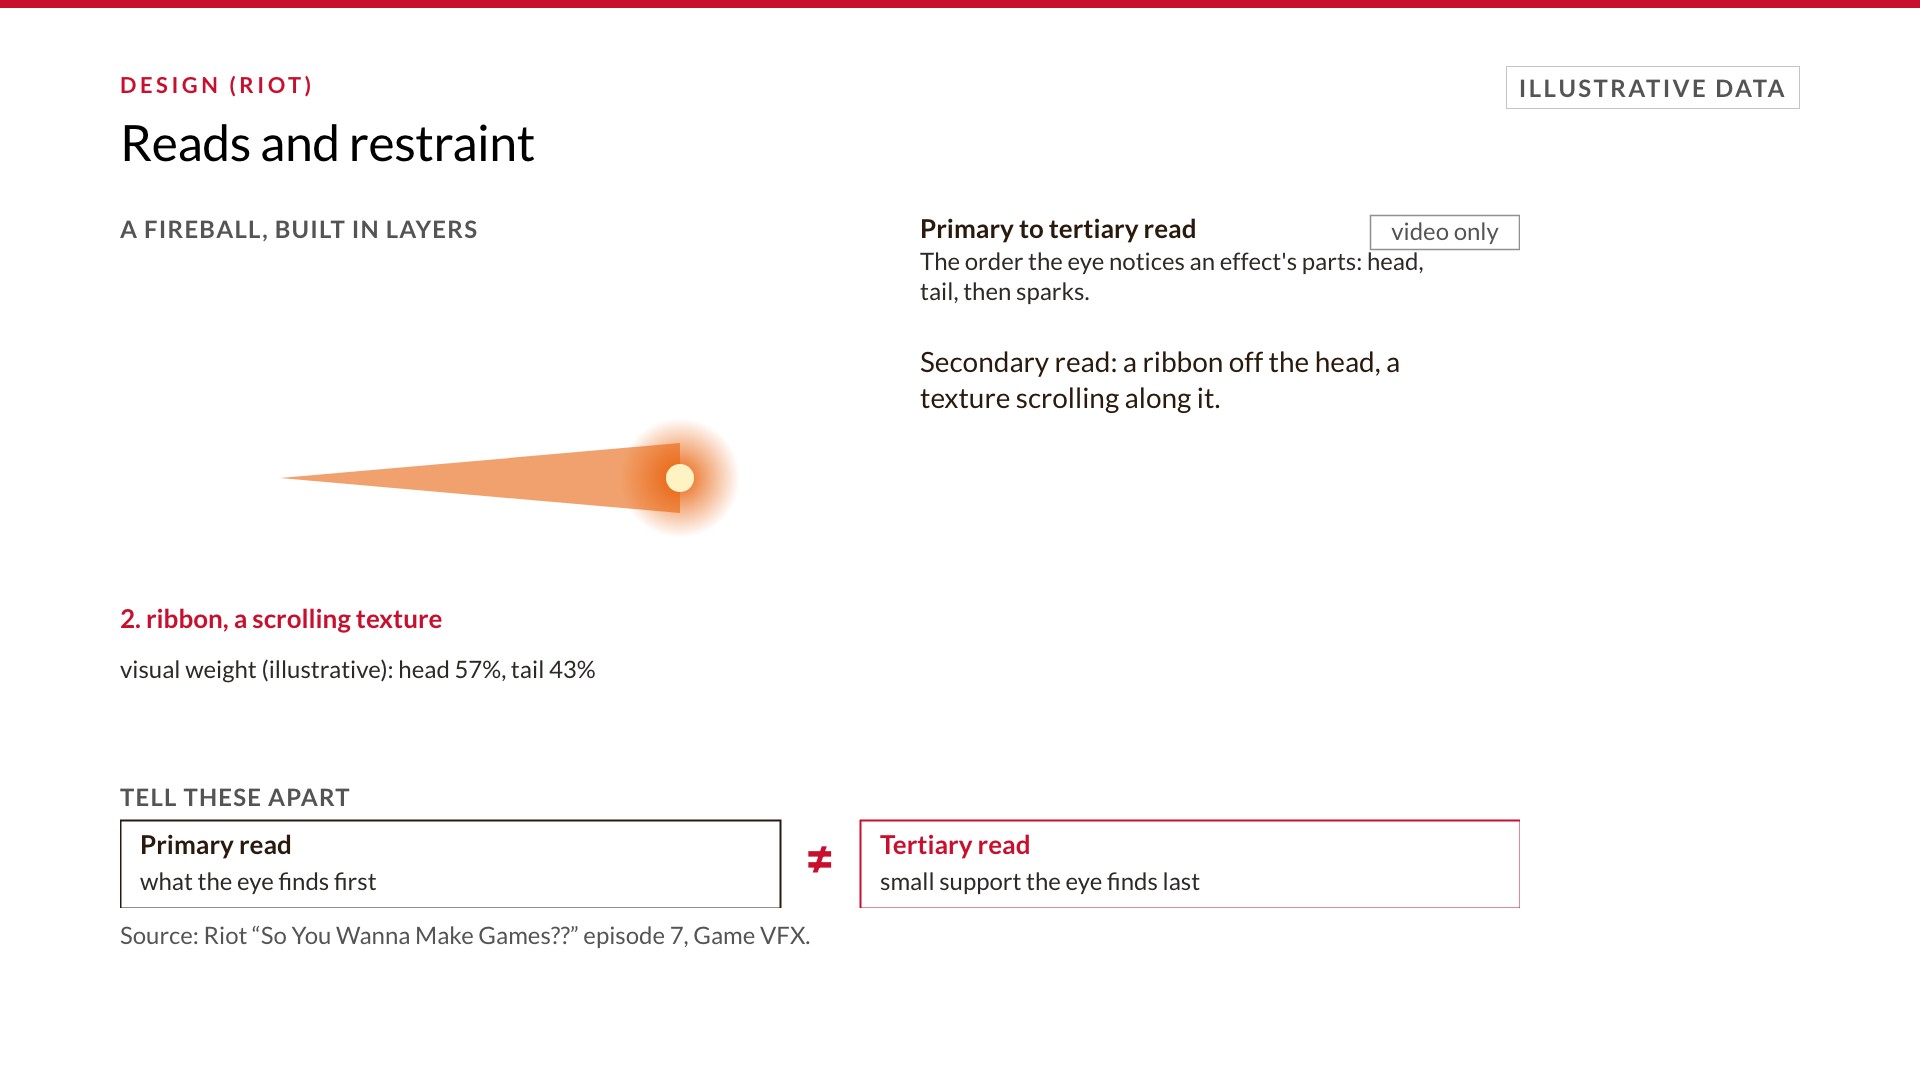 DESIGN (RIOT)
ILLUSTRATIVE DATA
Reads and restraint
A FIREBALL, BUILT IN LAYERS
Primary to tertiary read
video only
The order the eye notices an effect's parts: head,
tail, then sparks.
Secondary read: a ribbon off the head, a
texture scrolling along it.
2. ribbon, a scrolling texture
visual weight (illustrative): head 57%, tail 43%
TELL THESE APART
Primary read
what the eye finds first
≠
Tertiary read
small support the eye finds last
Source: Riot “So You Wanna Make Games??” episode 7, Game VFX.